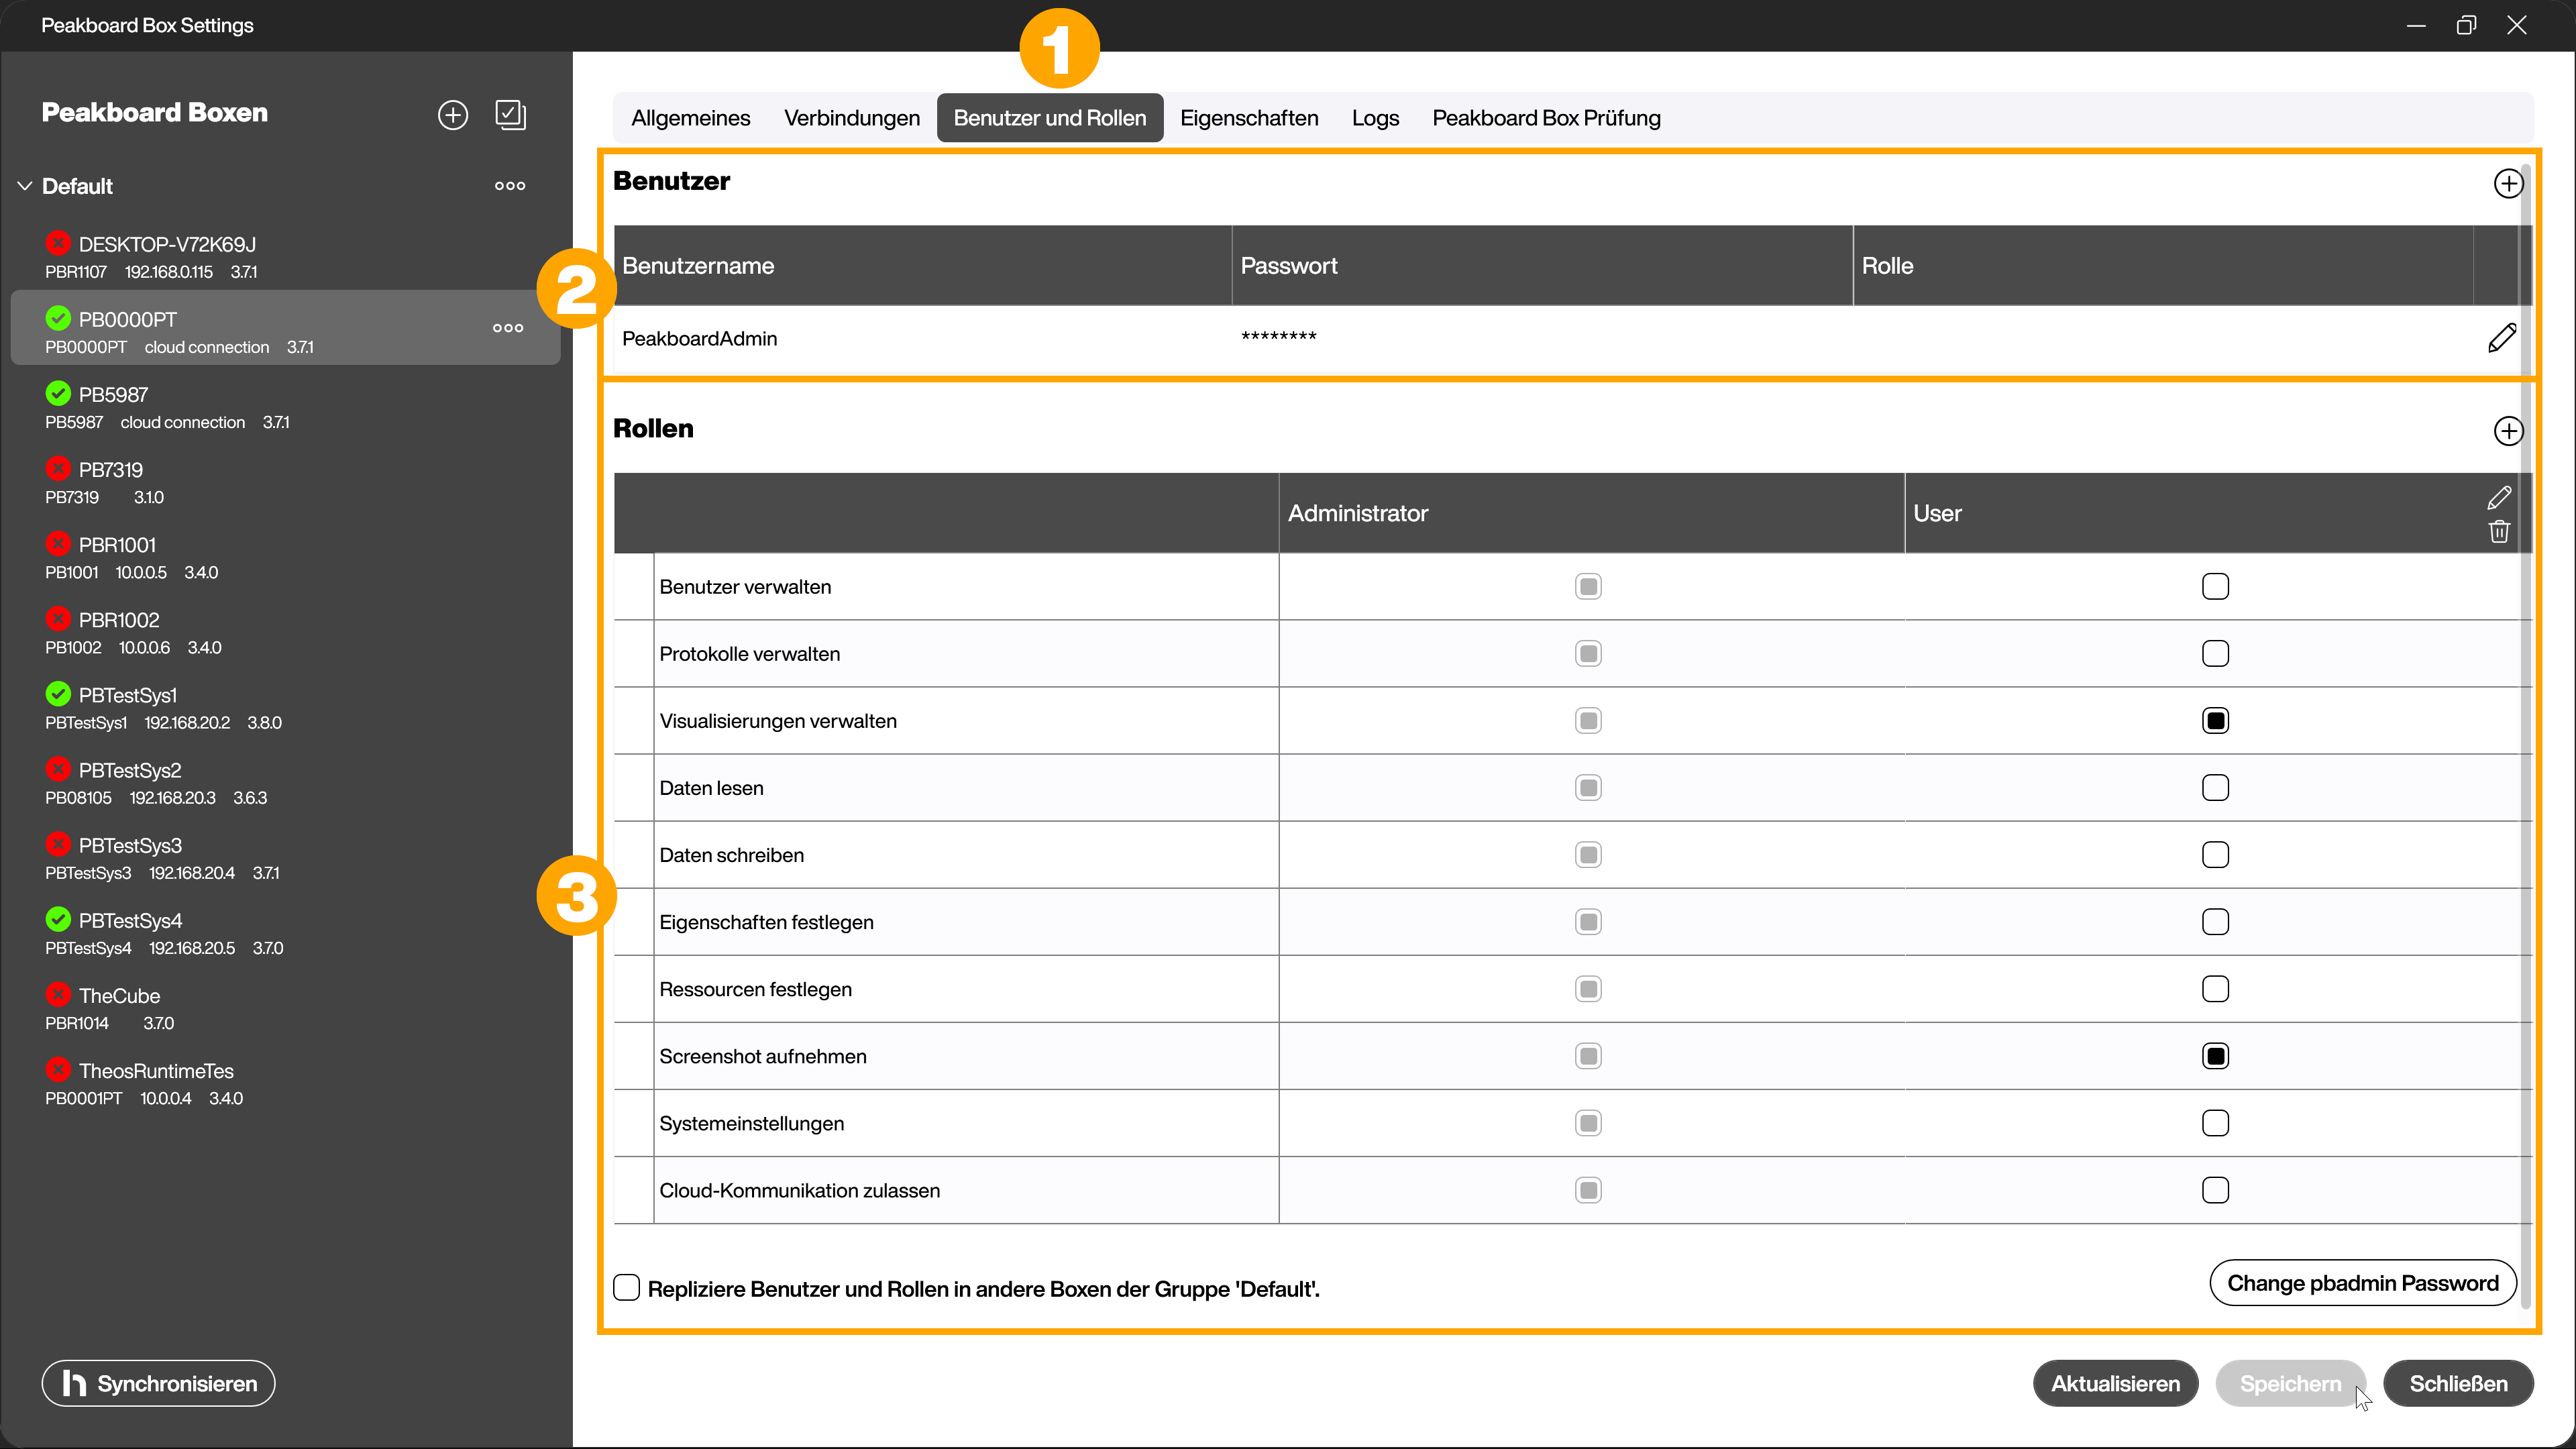 Peakboard Box Settings
1
Peakboard Boxen
Default
DESKTOP-V72K69J
PBR1107 192.168.0.115 3.7.1
PB0000PT
PB0000PT cloud connection 3.7.1
PB5987
PB5987 cloud connection 3.7.1
PB7319
PB7319 3.1.0
PBR1001
PB1001 10.0.0.5 3.4.0
PBR1002
PB1002 10.0.0.6 3.4.0
PBTestSys1
PBTestSys1 192.168.20.2 3.8.0
PBTestSys2
PB08105 192.168.20.3 3.6.3
PBTestSys3
PBTestSys3 192.168.20.4 3.7.1
PBTestSys4
PBTestSys4 192.168.20.5 3.7.0
TheCube
PBR1014 3.7.0
TheosRuntimeTes
PB0001PT 10.0.0.4 3.4.0
Synchronisieren
Allgemeines Verbindungen Benutzer und Rollen Eigenschaften Logs Peakboard Box Prüfung
Benutzer
2
Benutzername Passwort Rolle
PeakboardAdmin ********
Rollen
Administrator User
Benutzer verwalten
Protokolle verwalten
Visualisierungen verwalten
Daten lesen
Daten schreiben
3
Eigenschaften festlegen
Ressourcen festlegen
Screenshot aufnehmen
Systemeinstellungen
Cloud-Kommunikation zulassen
Repliziere Benutzer und Rollen in andere Boxen der Gruppe 'Default'.
Change pbadmin Password
Aktualisieren Speichern Schließen